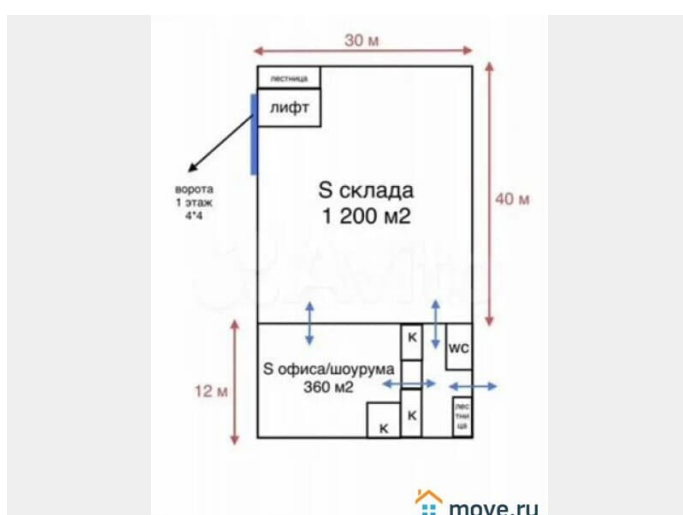 30 м
лестница
лифт
ворота
1 этаж
4*4
S склада
1 200 м2
40 м
Avito
12 м
S офиса/шоурума
360 м2
К
WC
К
К
лес
тни
ца
move.ru